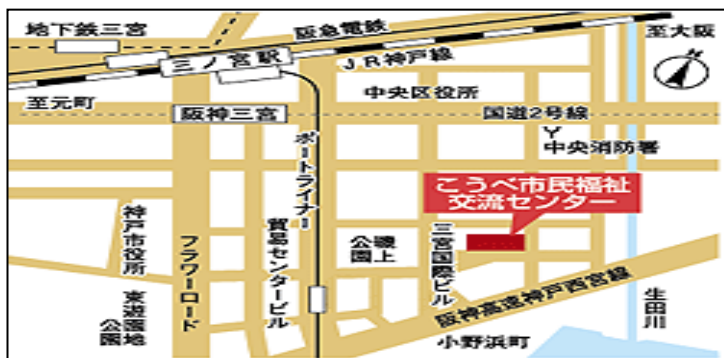 地下鉄三宮
阪急電鉄
至大阪
三ノ宮駅
JR神戸線
至元町
中央区役所
阪神三宮
国道2号線
Y
中央消防署
ポートライナー
こうべ市民福祉
交流センター
神戸市役所
フラワーロード
貿易センタービル
磯上
公園
三宮国際ビル
阪神高速神戸西宮線
生田川
東遊園地
公園
小野浜町